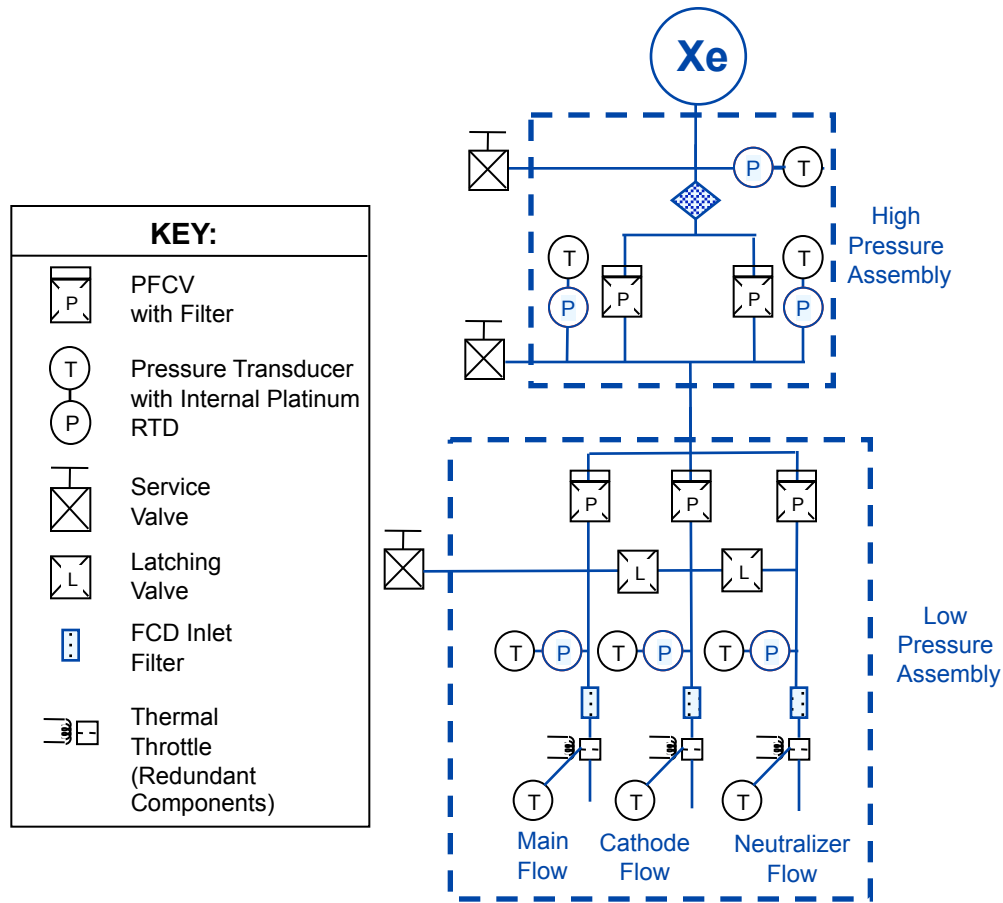 Xe
P
T
High
Pressure
Assembly
T
T
P
P
P
P
KEY:
P
PFCV
with Filter
T
P
Pressure Transducer
with Internal Platinum
RTD
Service
Valve
L
Latching
Valve
FCD Inlet
Filter
Thermal
Throttle
(Redundant
Components)
P
P
P
L
L
T
P
T
P
T
P
Low
Pressure
Assembly
T
T
T
Main
Flow
Cathode
Flow
Neutralizer
Flow